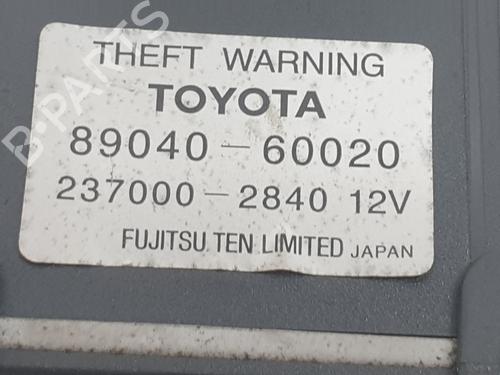 THEFT WARNING
TOYOTA
89040-60020
237000-2840 12V
FUJITSU TEN LIMITED JAPAN
B-PARTS